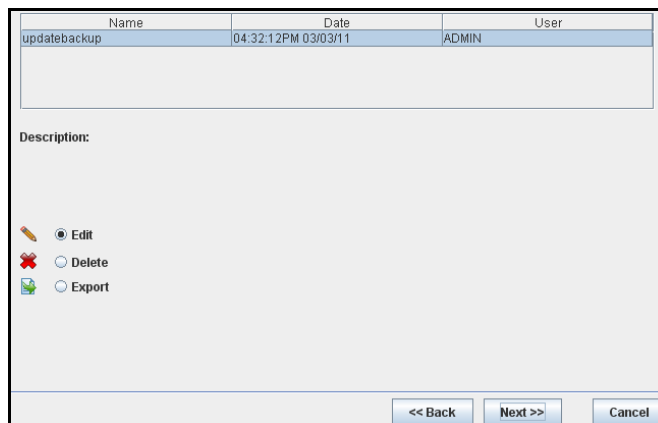 Name Date User
updatebackup 04:32:12PM 03/03/11 ADMIN
Description:
Edit
Delete
Export
<< Back Next >> Cancel